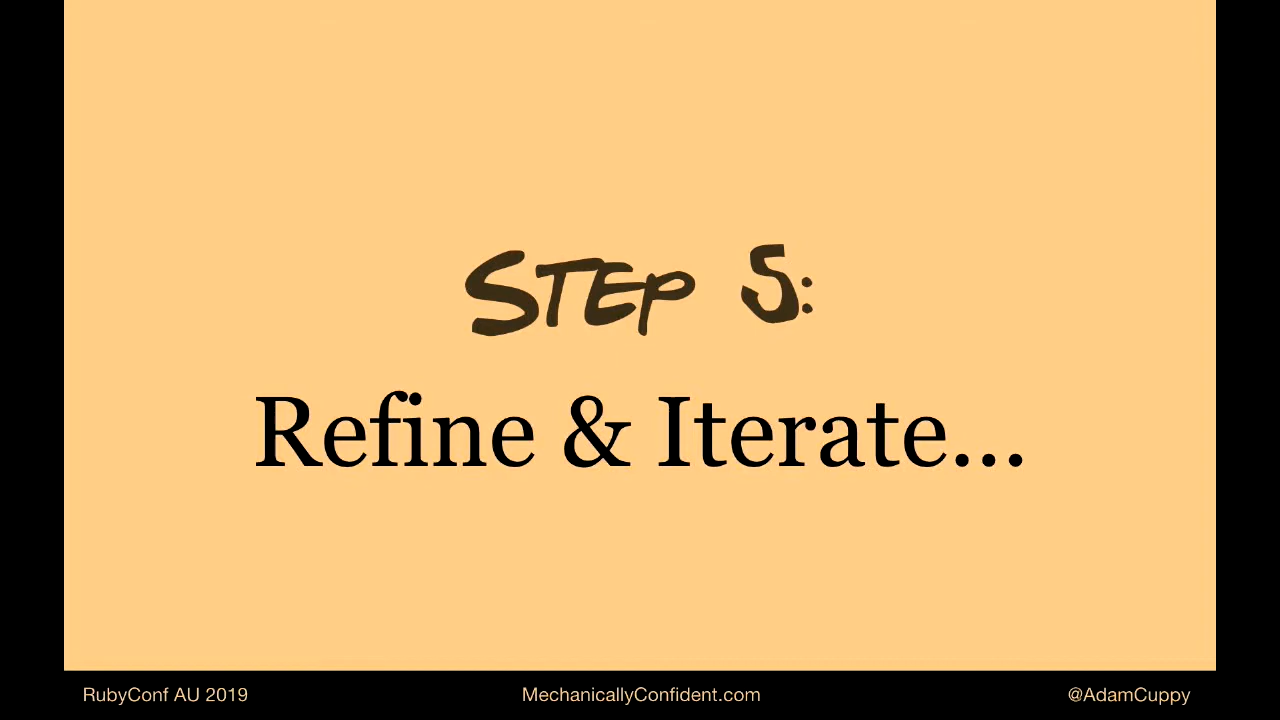 STEP 5:
Refine & Iterate...
RubyConf AU 2019
MechanicallyConfident.com
@AdamCuppy